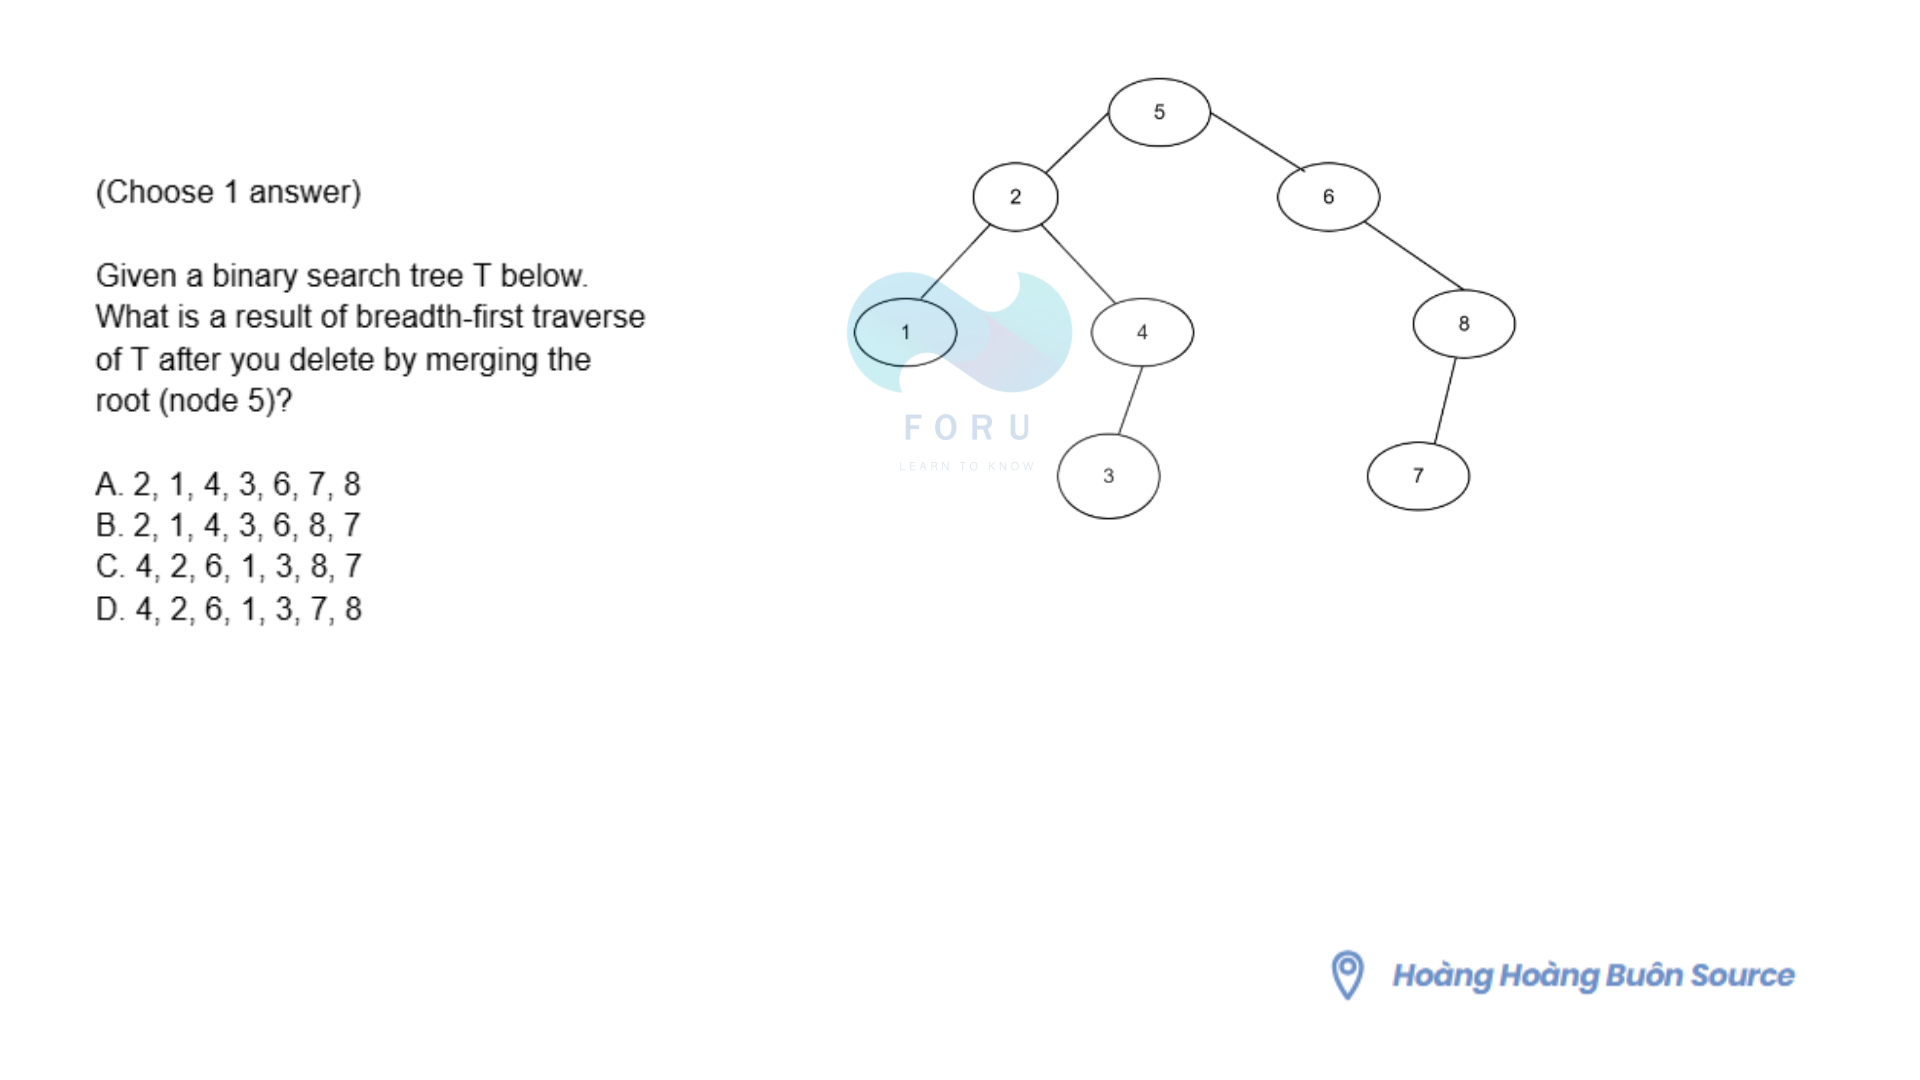 (Choose 1 answer)
Given a binary search tree T below.
What is a result of breadth-first traverse
of T after you delete by merging the
root (node 5)?
A. 2, 1, 4, 3, 6, 7, 8
B. 2, 1, 4, 3, 6, 8, 7
C. 4, 2, 6, 1, 3, 8, 7
D. 4, 2, 6, 1, 3, 7, 8
5
2
6
1
4
8
3
7
FORU
LEARN TO KNOW
Hoàng Hoàng Buôn Source